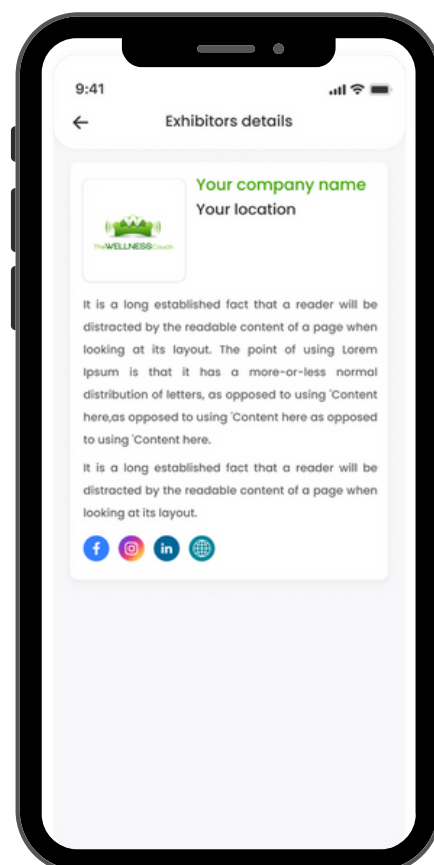 9:41
Exhibitors details
Your company name
Your location
TheWELLNESSCouch
It is a long established fact that a reader will be
distracted by the readable content of a page when
looking at its layout. The point of using Lorem
Ipsum is that it has a more-or-less normal
distribution of letters, as opposed to using 'Content
here,as opposed to using 'Content here as opposed
to using 'Content here.
It is a long established fact that a reader will be
distracted by the readable content of a page when
looking at its layout.
f
in